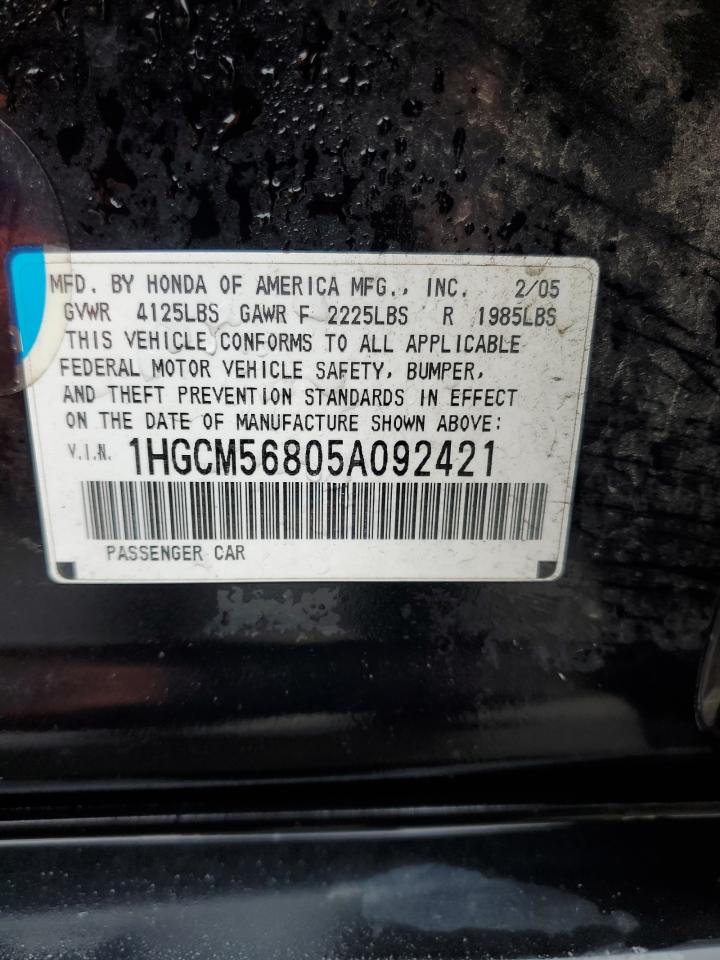 MFD. BY HONDA OF AMERICA MFG., INC. 2/05
GVWR 4125LBS GAWR F 2225LBS R 1985LBS
THIS VEHICLE CONFORMS TO ALL APPLICABLE
FEDERAL MOTOR VEHICLE SAFETY, BUMPER,
AND THEFT PREVENTION STANDARDS IN EFFECT
ON THE DATE OF MANUFACTURE SHOWN ABOVE:
V.I.N. 1HGCM56805A092421
PASSENGER CAR